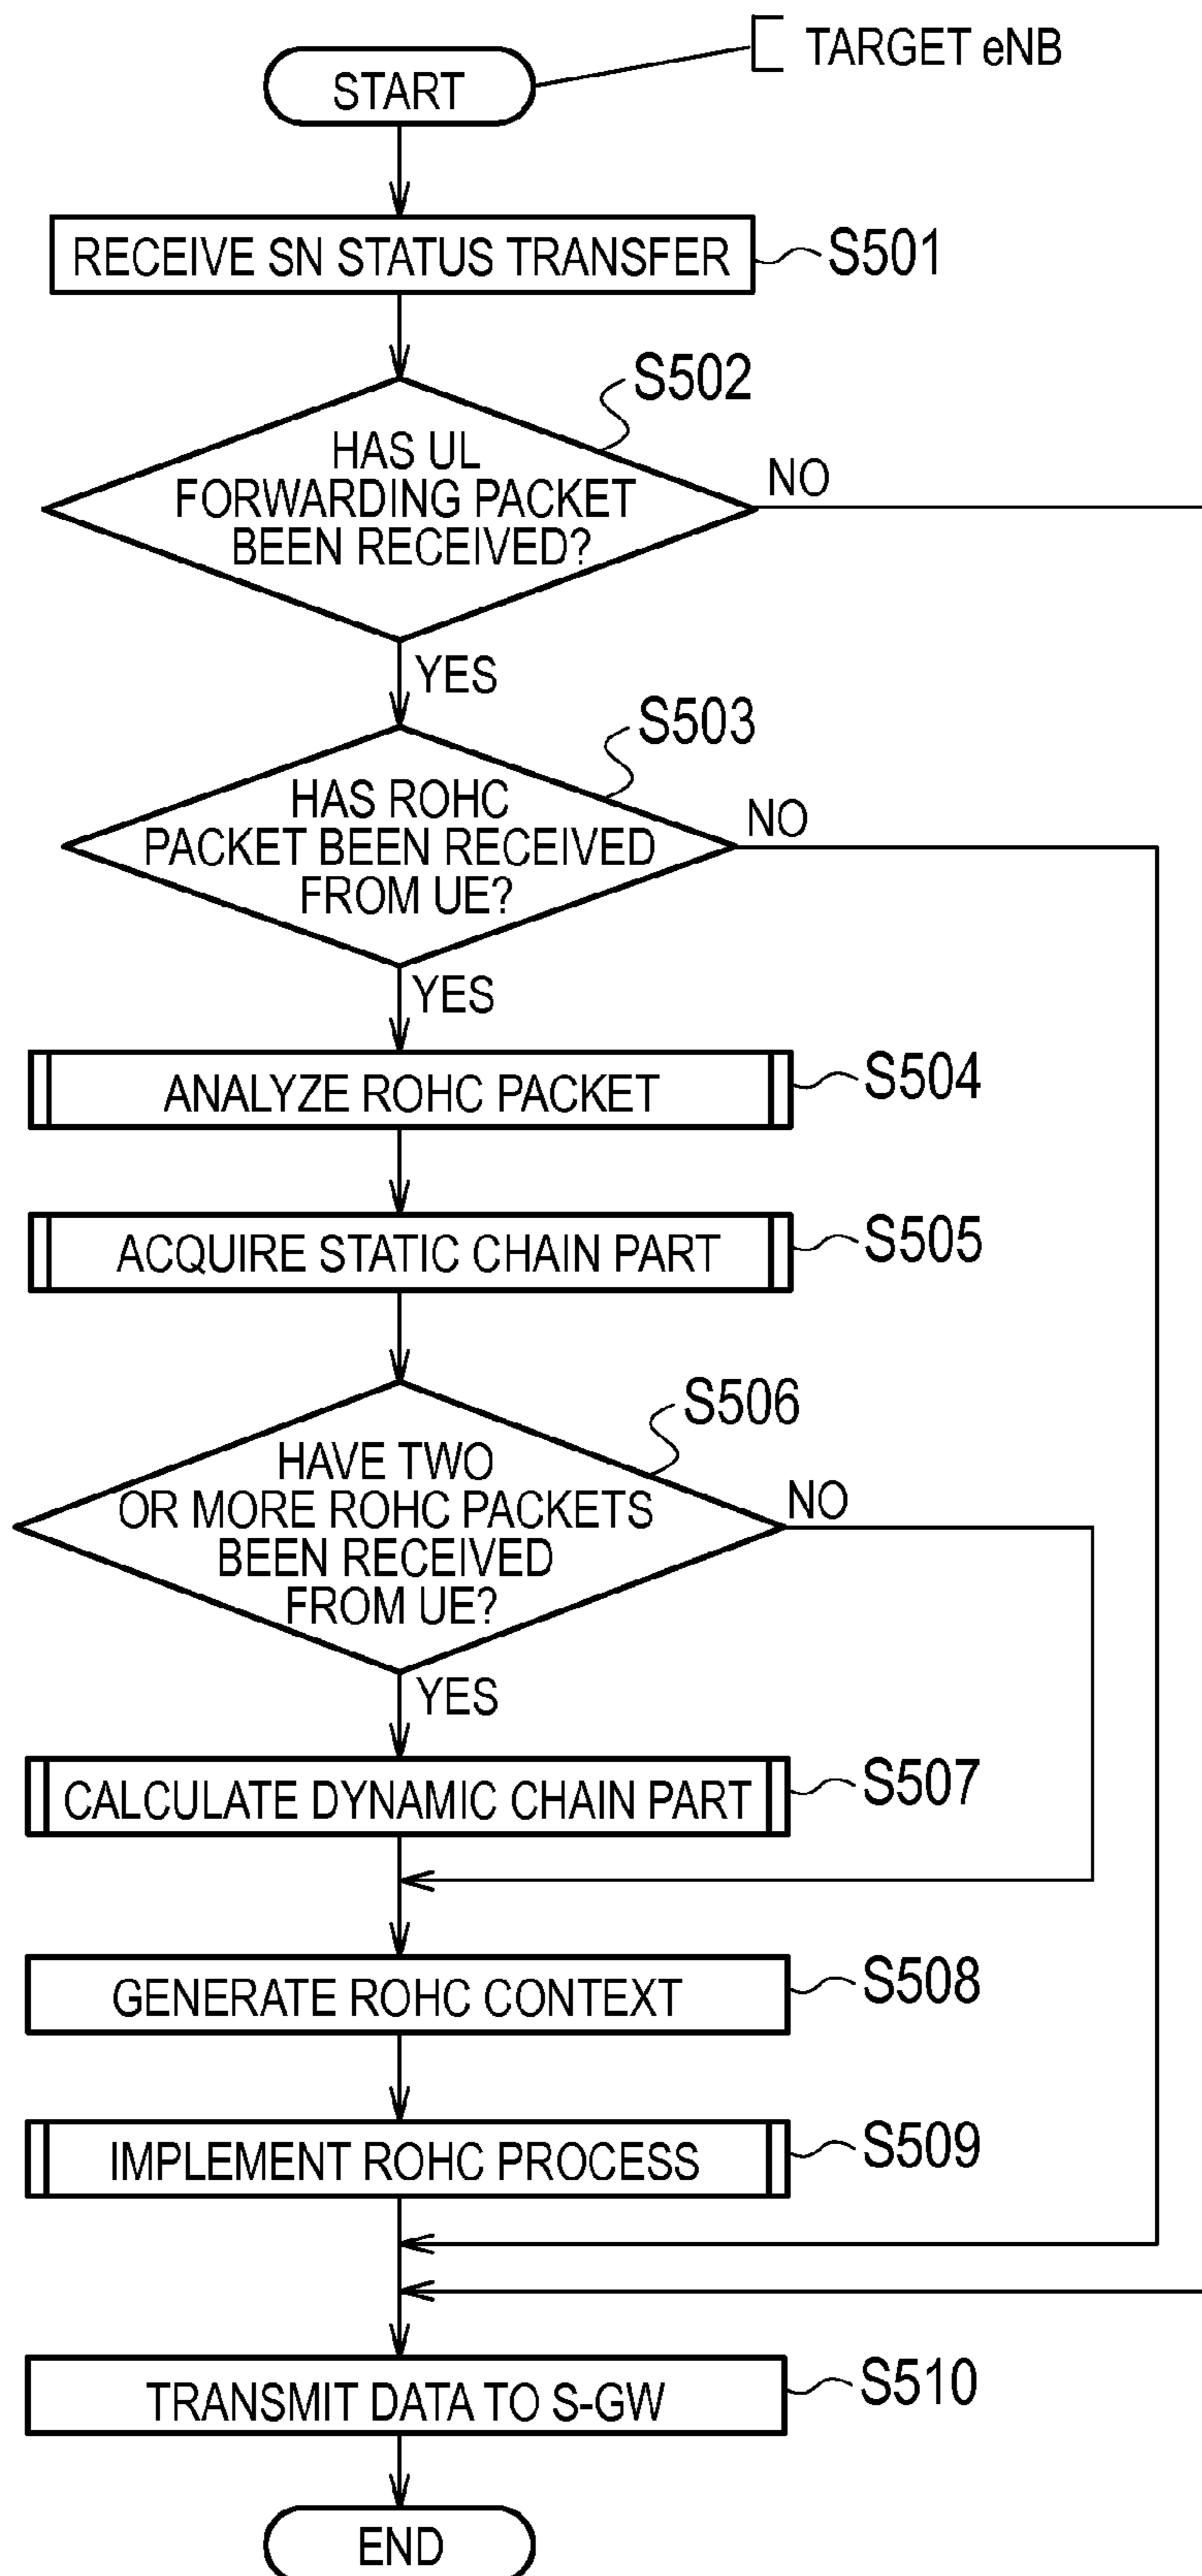 TARGET eNB
START
RECEIVE SN STATUS TRANSFER
S501
S502
HAS UL
FORWARDING PACKET
BEEN RECEIVED?
NO
YES
S503
HAS ROHC
PACKET BEEN RECEIVED
FROM UE?
NO
YES
ANALYZE ROHC PACKET
S504
ACQUIRE STATIC CHAIN PART
S505
S506
HAVE TWO
OR MORE ROHC PACKETS
BEEN RECEIVED
FROM UE?
NO
YES
CALCULATE DYNAMIC CHAIN PART
S507
GENERATE ROHC CONTEXT
S508
IMPLEMENT ROHC PROCESS
S509
TRANSMIT DATA TO S-GW
S510
END